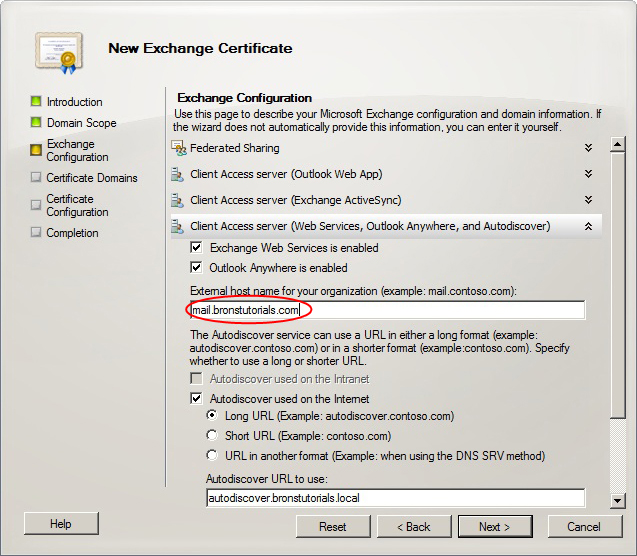 New Exchange Certificate
Introduction
Domain Scope
Exchange
Configuration
Certificate Domains
Certificate
Configuration
Completion
Exchange Configuration
Use this page to describe your Microsoft Exchange configuration and domain information. If
the wizard does not automatically provide this information, you can enter it yourself.
Federated Sharing
Client Access server (Outlook Web App)
Client Access server (Exchange ActiveSync)
Client Access server (Web Services, Outlook Anywhere, and Autodiscover)
Exchange Web Services is enabled
Outlook Anywhere is enabled
External host name for your organization (example: mail.contoso.com):
mail.bronstutorials.com
The Autodiscover service can use a URL in either a long format (example:
autodiscover.contoso.com) or in a shorter format (example:contoso.com). Specify
whether to use a long or shorter URL.
Autodiscover used on the Intranet
Autodiscover used on the Internet
Long URL (Example: autodiscover.contoso.com)
Short URL (Example: contoso.com)
URL in another format (Example: when using the DNS SRV method)
Autodiscover URL to use:
autodiscover.bronstutorials.local
Help
Reset
< Back
Next >
Cancel